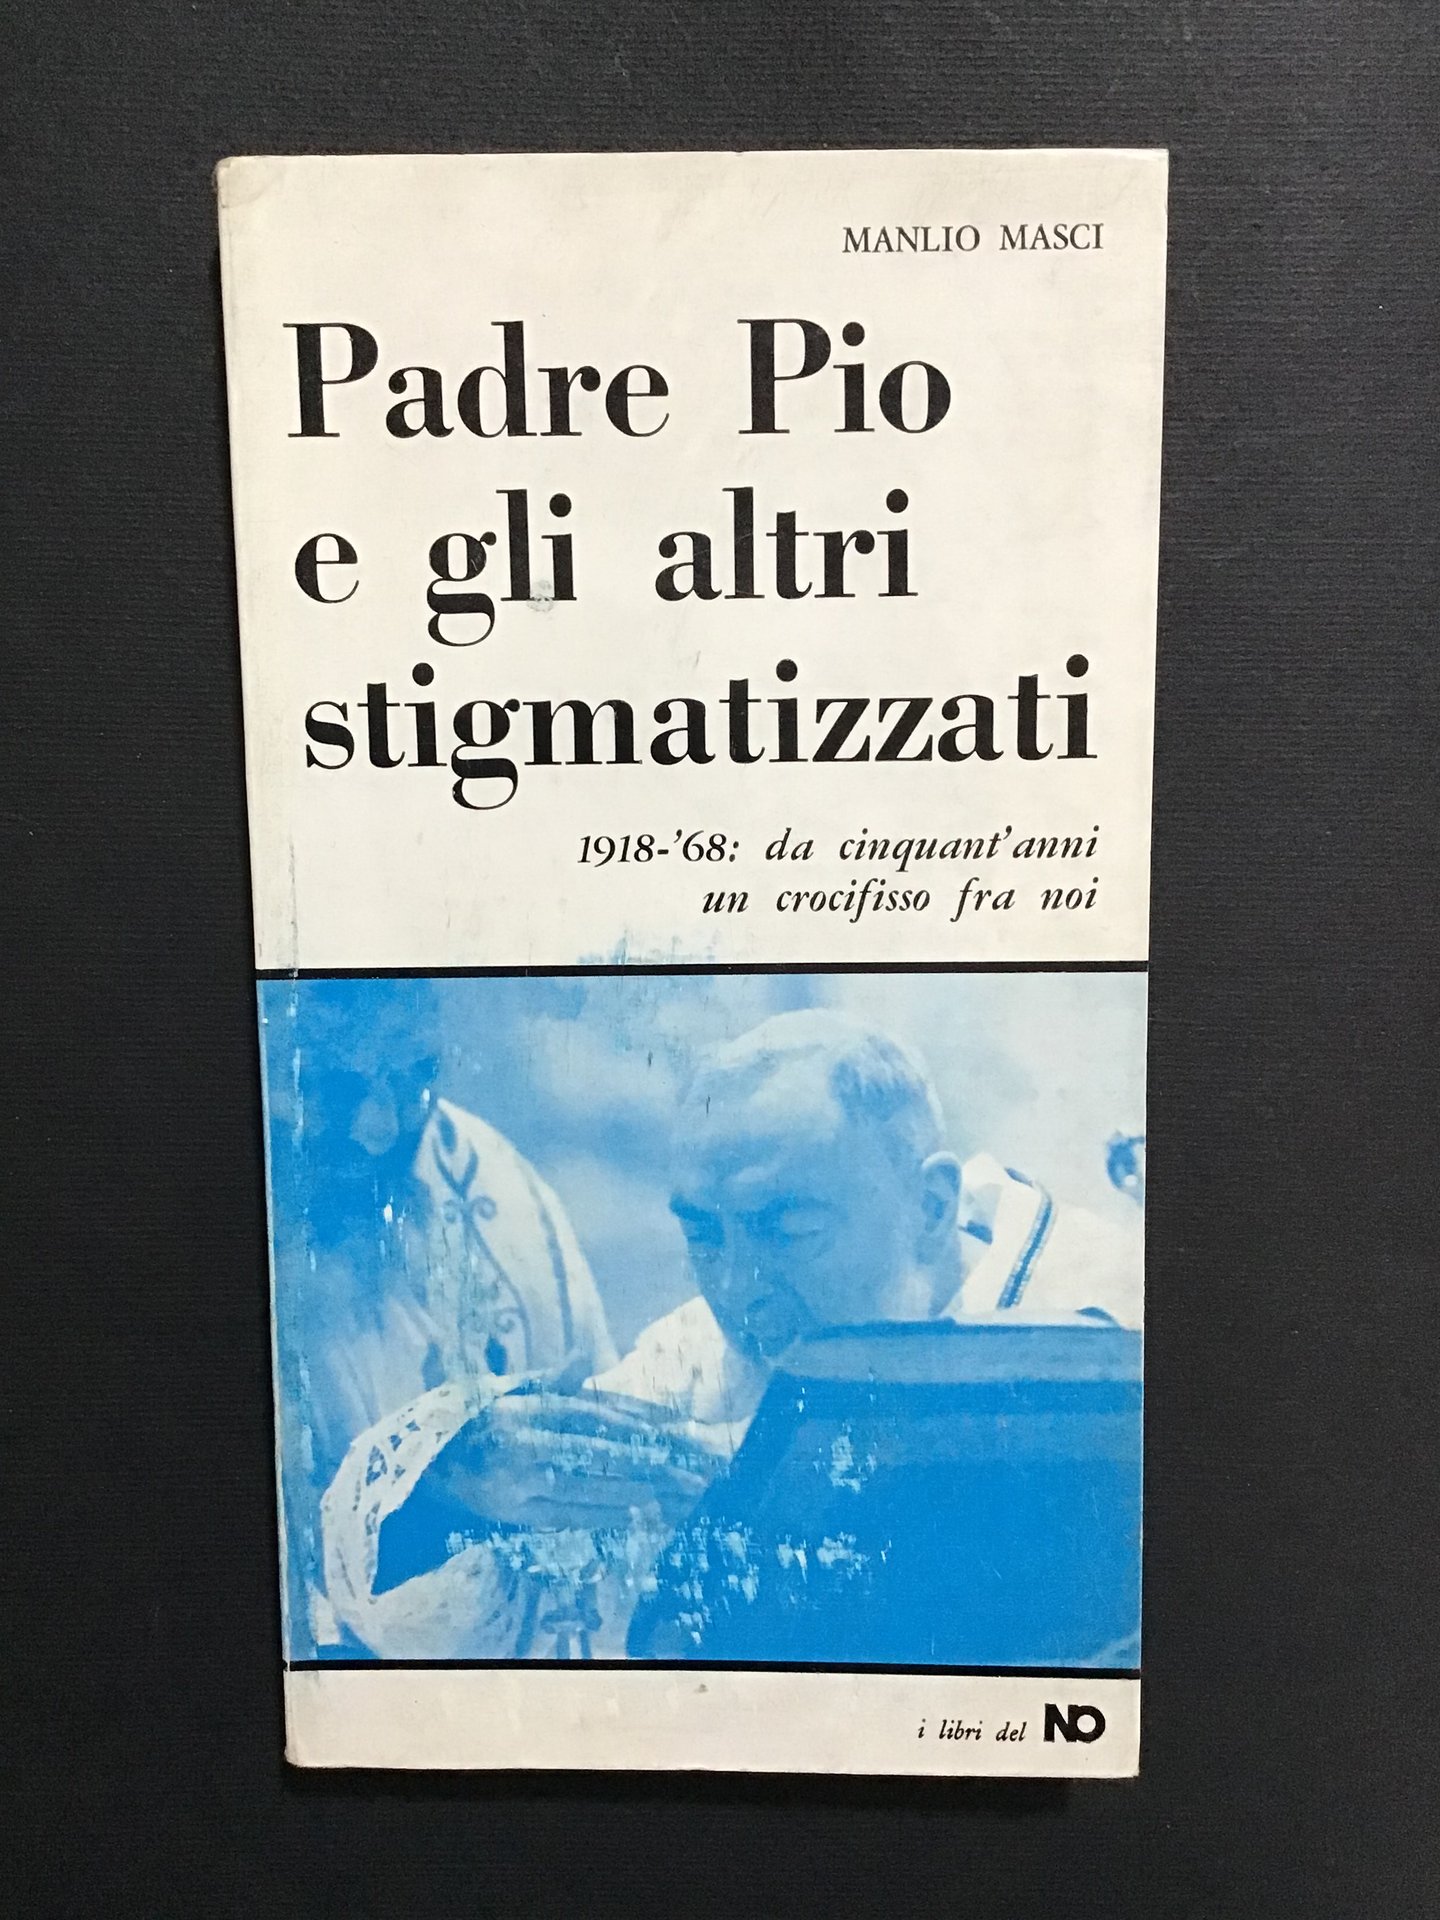 MANLIO MASCI
Padre Pio
e gli altri
stigmatizzati
1918-'68: da cinquant'anni
un crocifisso fra noi
i libri del NO